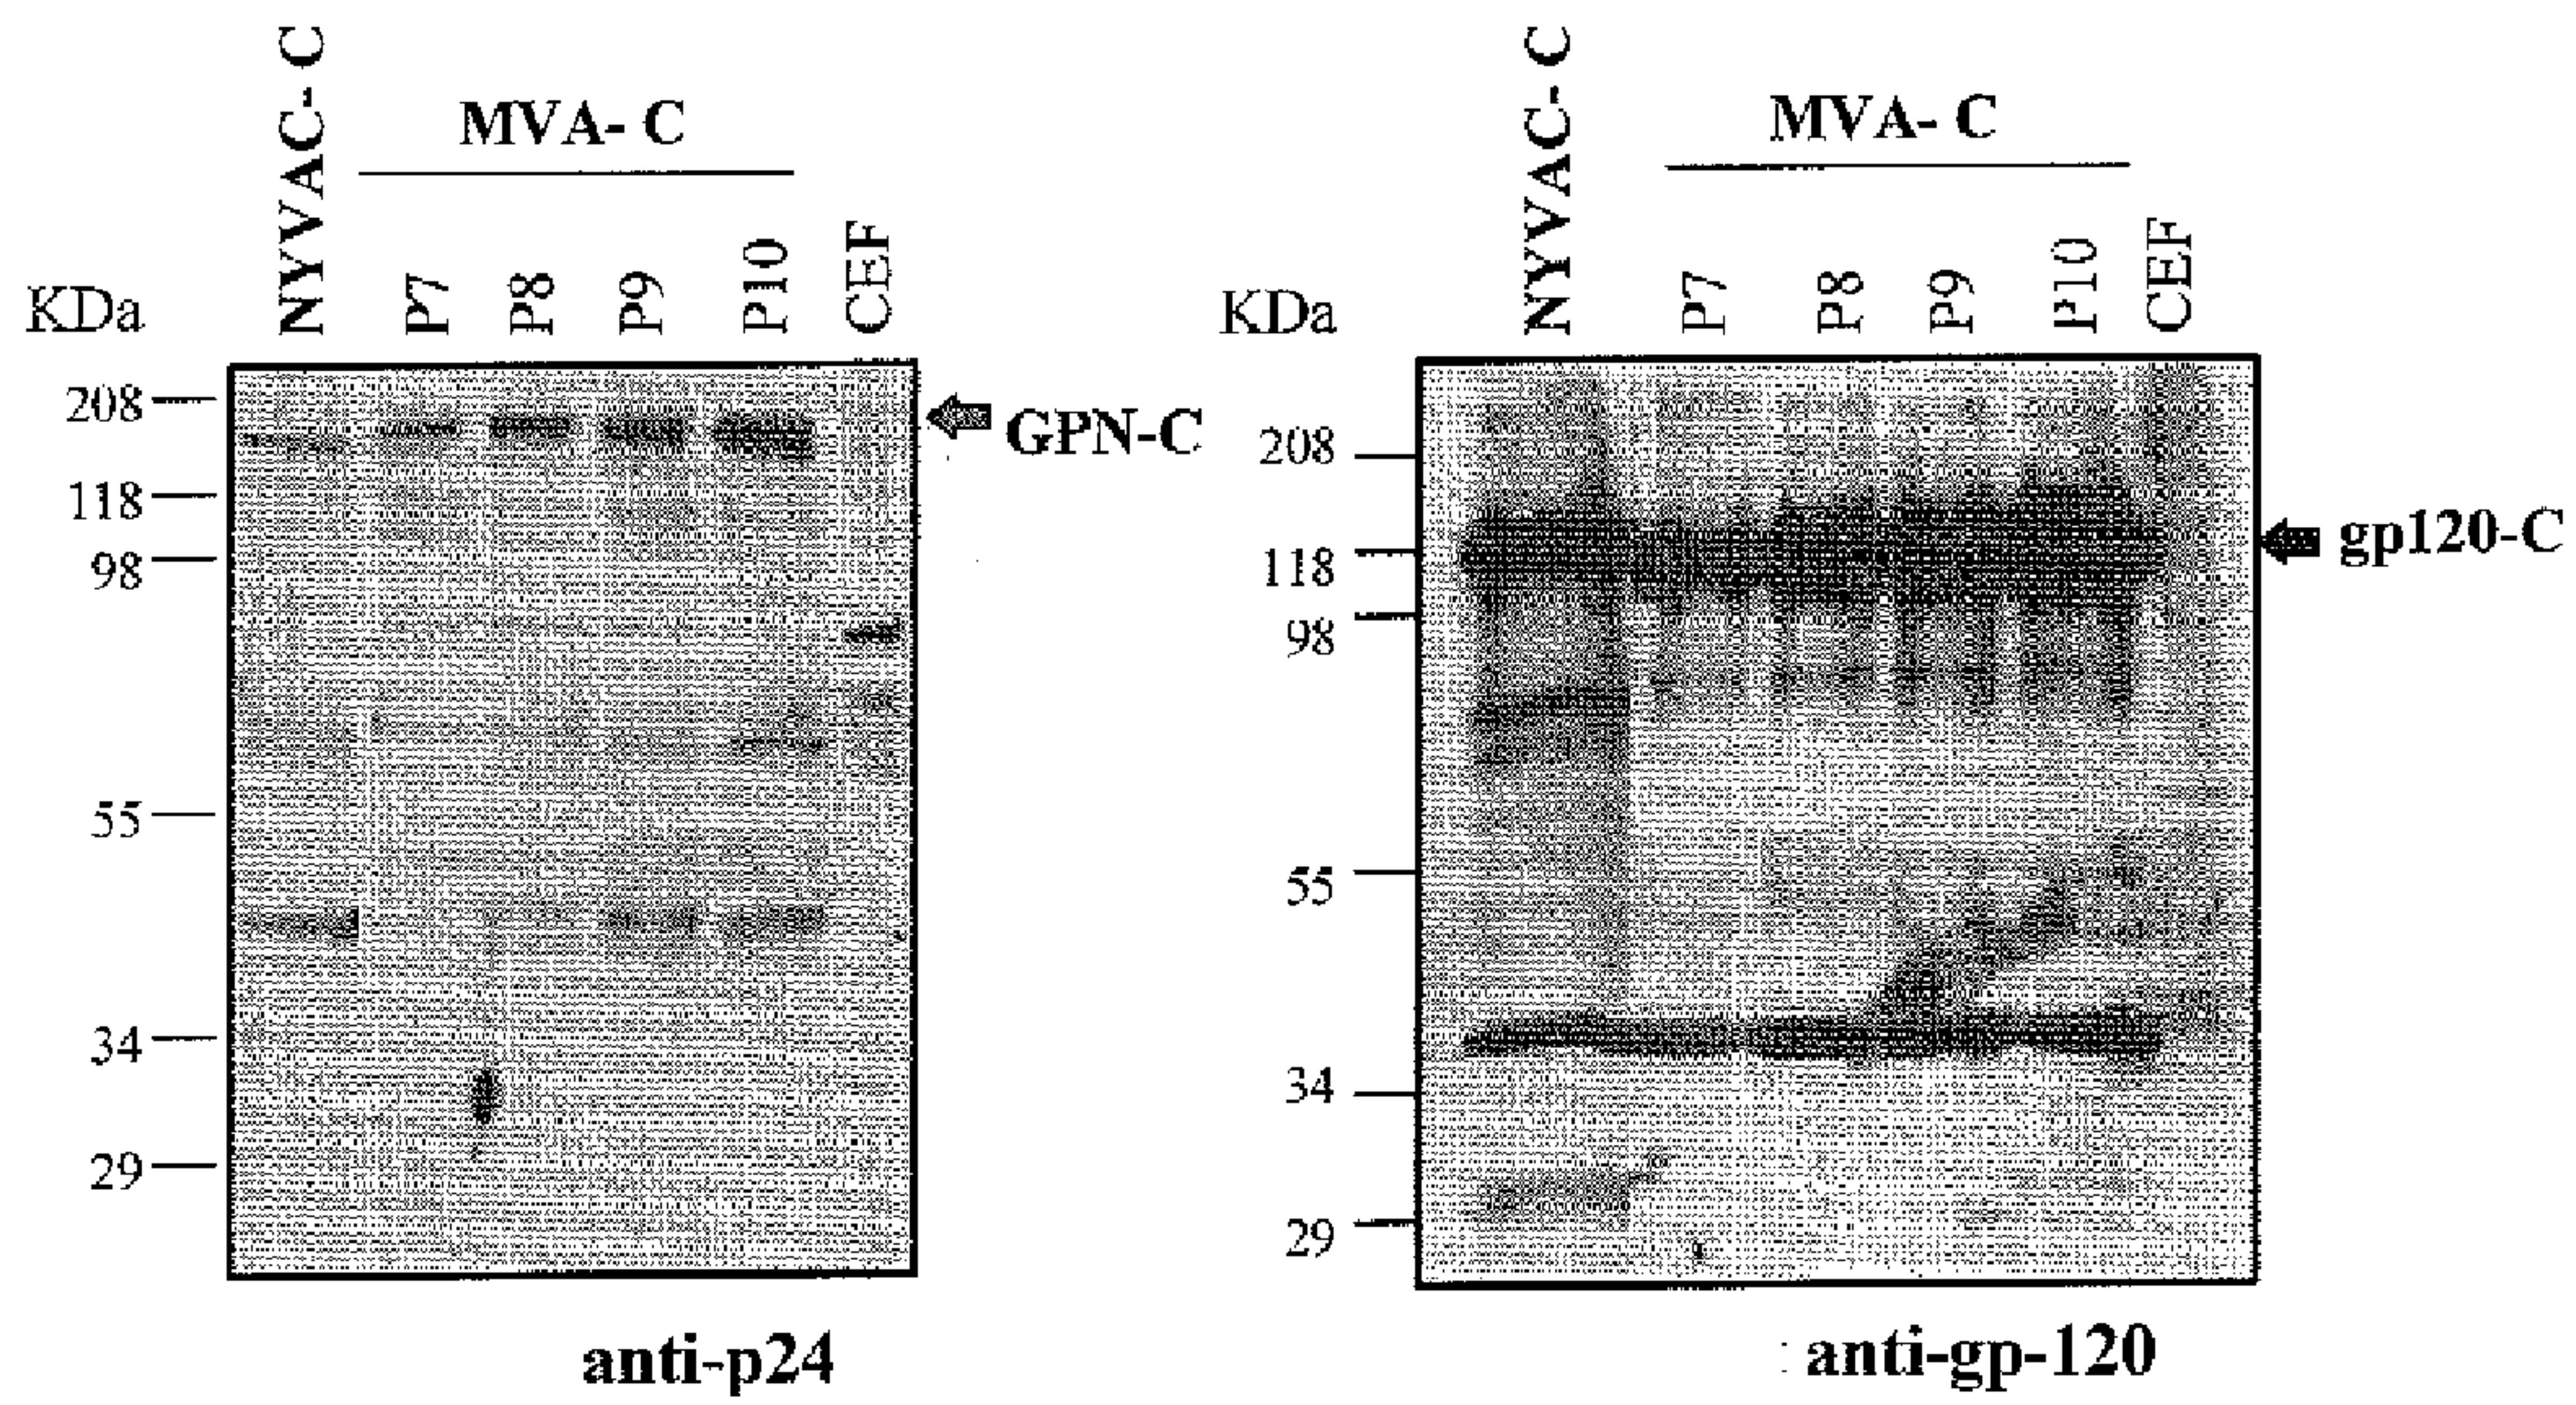 NYVAC- C
MVA- C
P7
P8
P9
P10
CEF
KDa
208
118
98
55
34
29
GPN-C
anti-p24
NYVAC- C
MVA- C
P7
P8
P9
P10
CEF
KDa
208
118
98
55
34
29
gp120-C
anti-gp-120